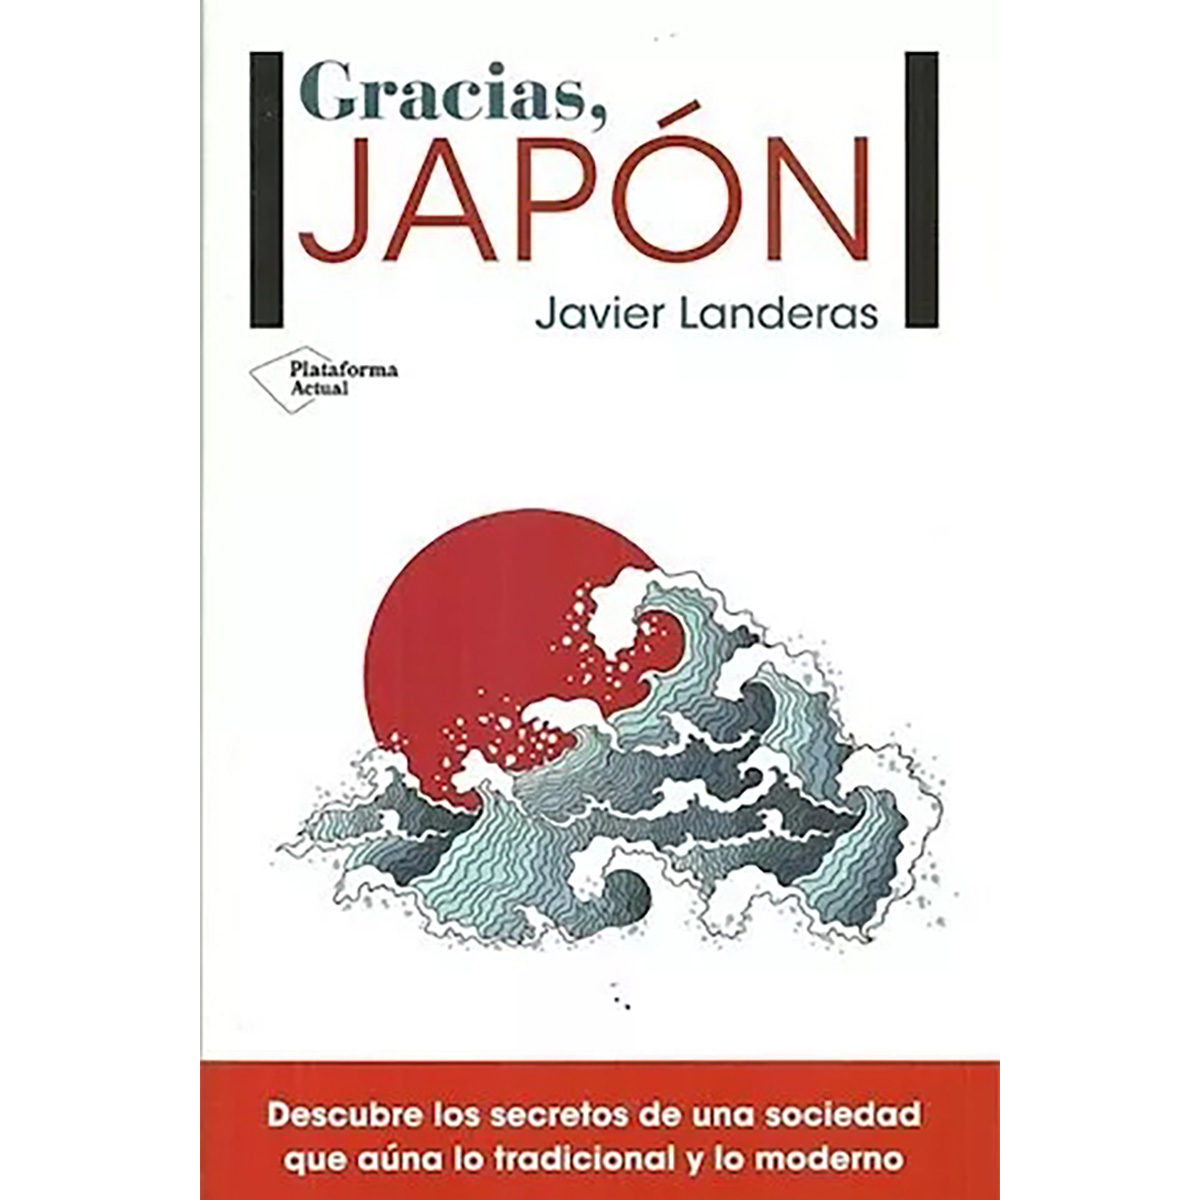 Gracias,
JAPÓN
Javier Landeras
Plataforma
Actual
Descubre los secretos de una sociedad
que aúna lo tradicional y lo moderno